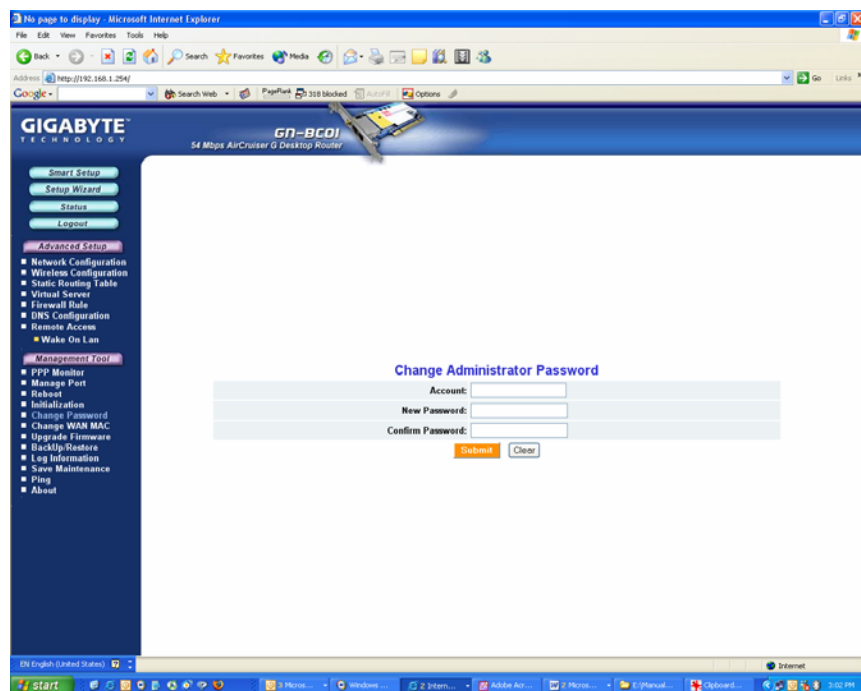 No page to display - Microsoft Internet Explorer
File Edit View Favorites Tools Help
Back Search Favorites Media
Address http://192.168.1.254/ Go Links
Google Search Web PageRank 318 blocked AutoFill Options
GIGABYTE
TECHNOLOGY
GN-BC01
54 Mbps AirCruiser G Desktop Router
Smart Setup
Setup Wizard
Status
Logout
Advanced Setup
Network Configuration
Wireless Configuration
Static Routing Table
Virtual Server
Firewall Rule
DNS Configuration
Remote Access
Wake On Lan
Management Tool
PPP Monitor
Manage Port
Reboot
Initialization
Change Password
Change WAN MAC
Upgrade Firmware
BackUp/Restore
Log Information
Save Maintenance
Ping
About
Change Administrator Password
Account:
New Password:
Confirm Password:
Submit Clear
EN English (United States) Internet
start 3 Micros... Windows ... 2 Intern... Adobe Acr... 2 Micros... E:\Manual... Clipboard... 3:02 PM